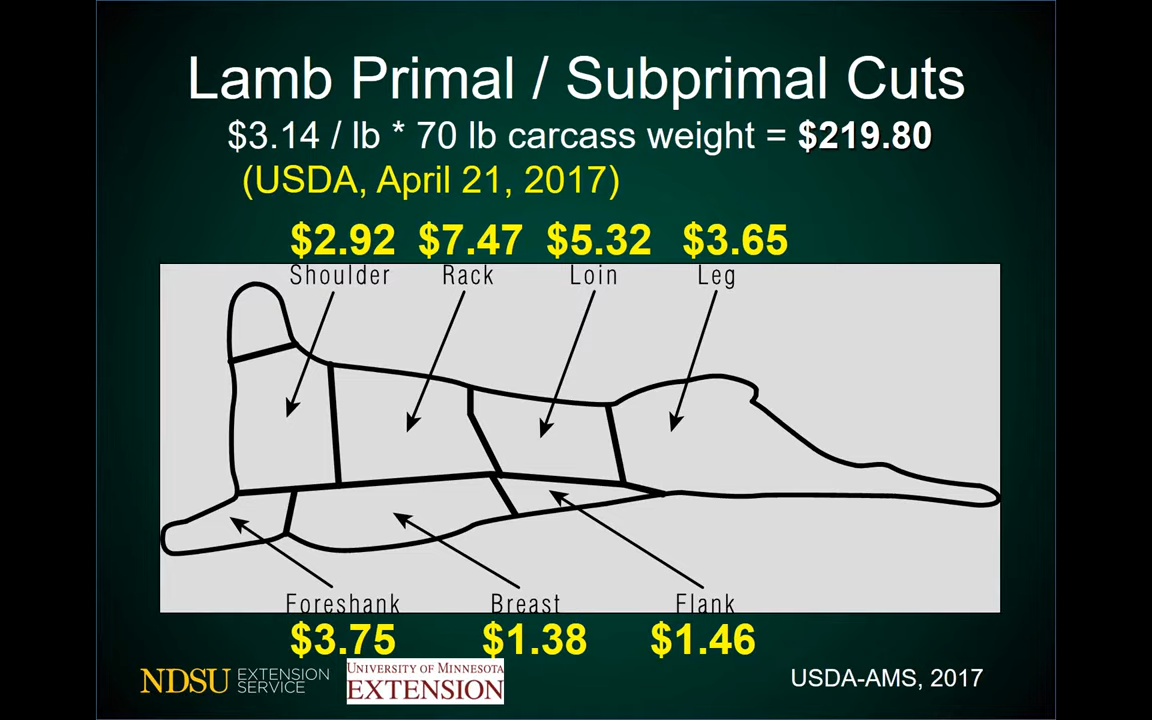 Lamb Primal / Subprimal Cuts
$3.14 / lb * 70 lb carcass weight = $219.80
(USDA, April 21, 2017)
$2.92 $7.47 $5.32 $3.65
Shoulder Rack Loin Leg
Foreshank Breast Flank
$3.75 $1.38 $1.46
NDSU EXTENSION SERVICE
UNIVERSITY OF MINNESOTA
EXTENSION
USDA-AMS, 2017